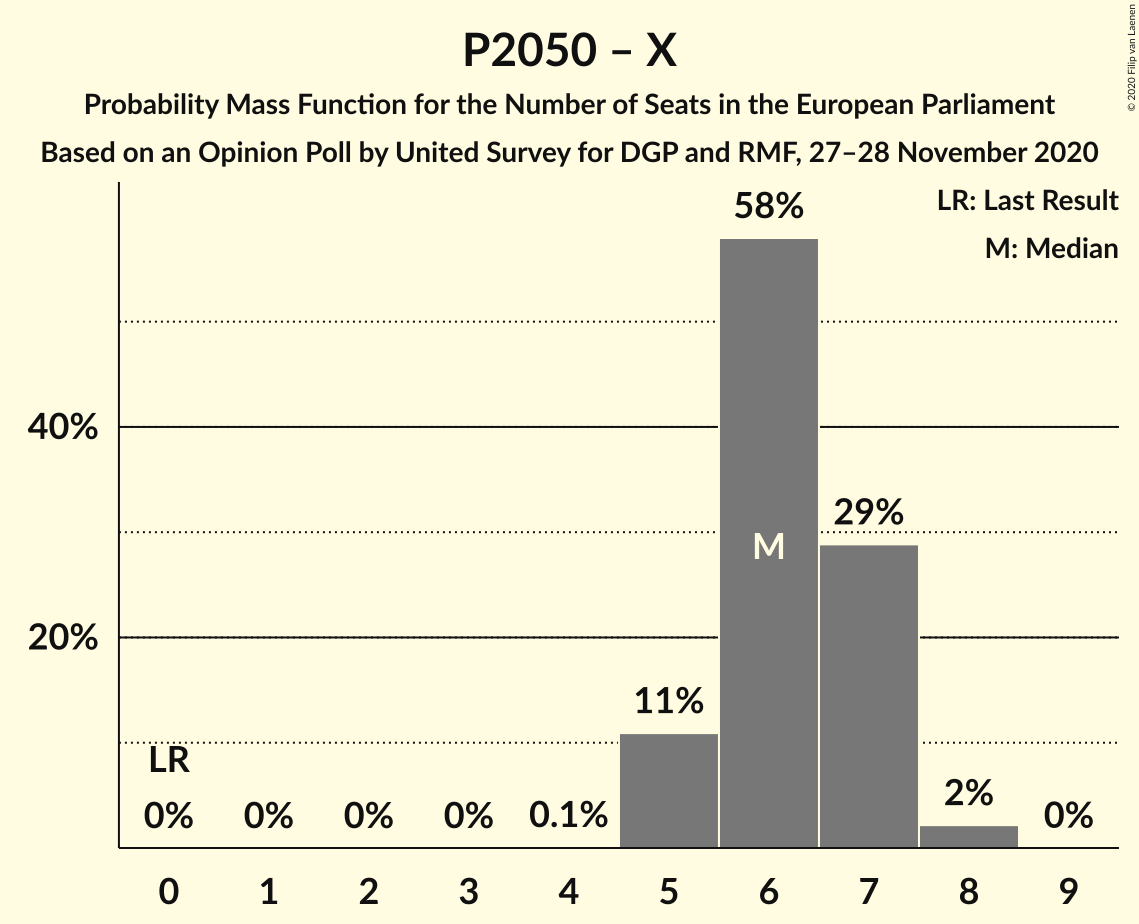 P2050 – X
Probability Mass Function for the Number of Seats in the European Parliament
Based on an Opinion Poll by United Survey for DGP and RMF, 27–28 November 2020
© 2020 Filip van Laenen
LR: Last Result
M: Median
58%
40%
29%
M
20%
11%
LR
2%
0% 0% 0% 0% 0.1% 0%
0 1 2 3 4 5 6 7 8 9